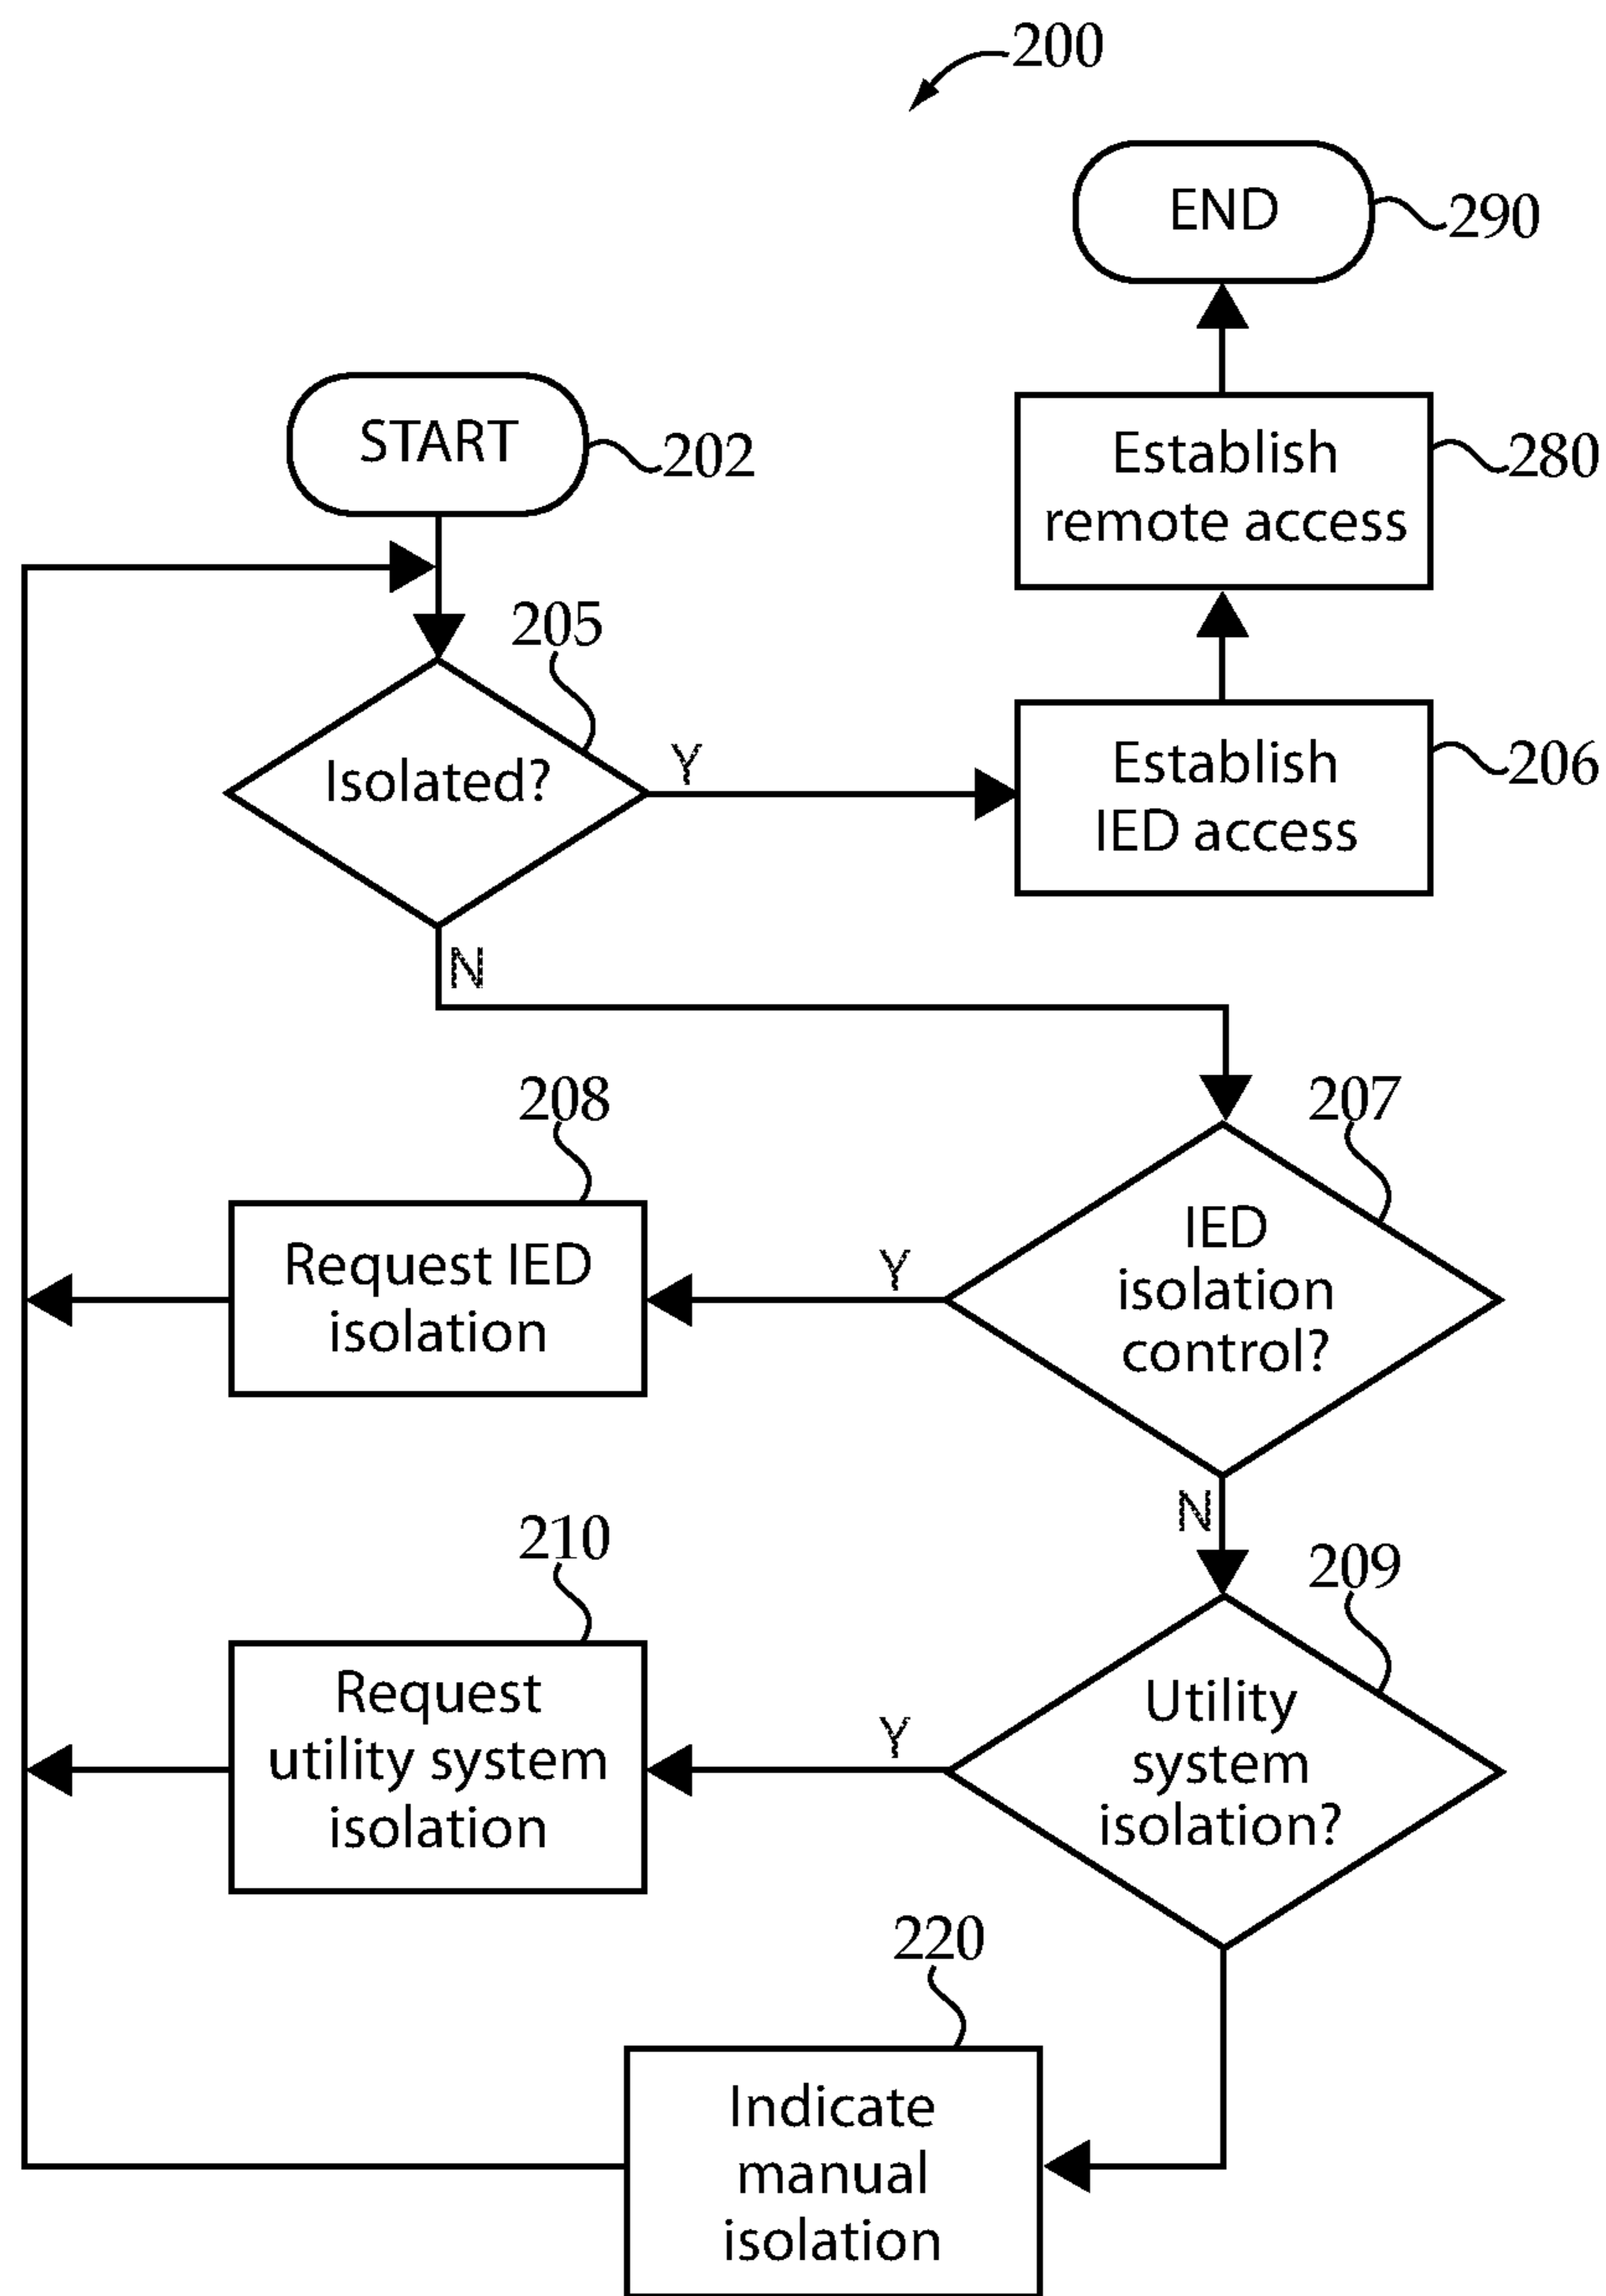 200
END
290
START
202
Establish
remote access
280
205
Isolated?
Y
Establish
IED access
206
N
208
207
Request IED
isolation
Y
IED
isolation
control?
N
210
209
Request
utility system
isolation
Y
Utility
system
isolation?
220
Indicate
manual
isolation